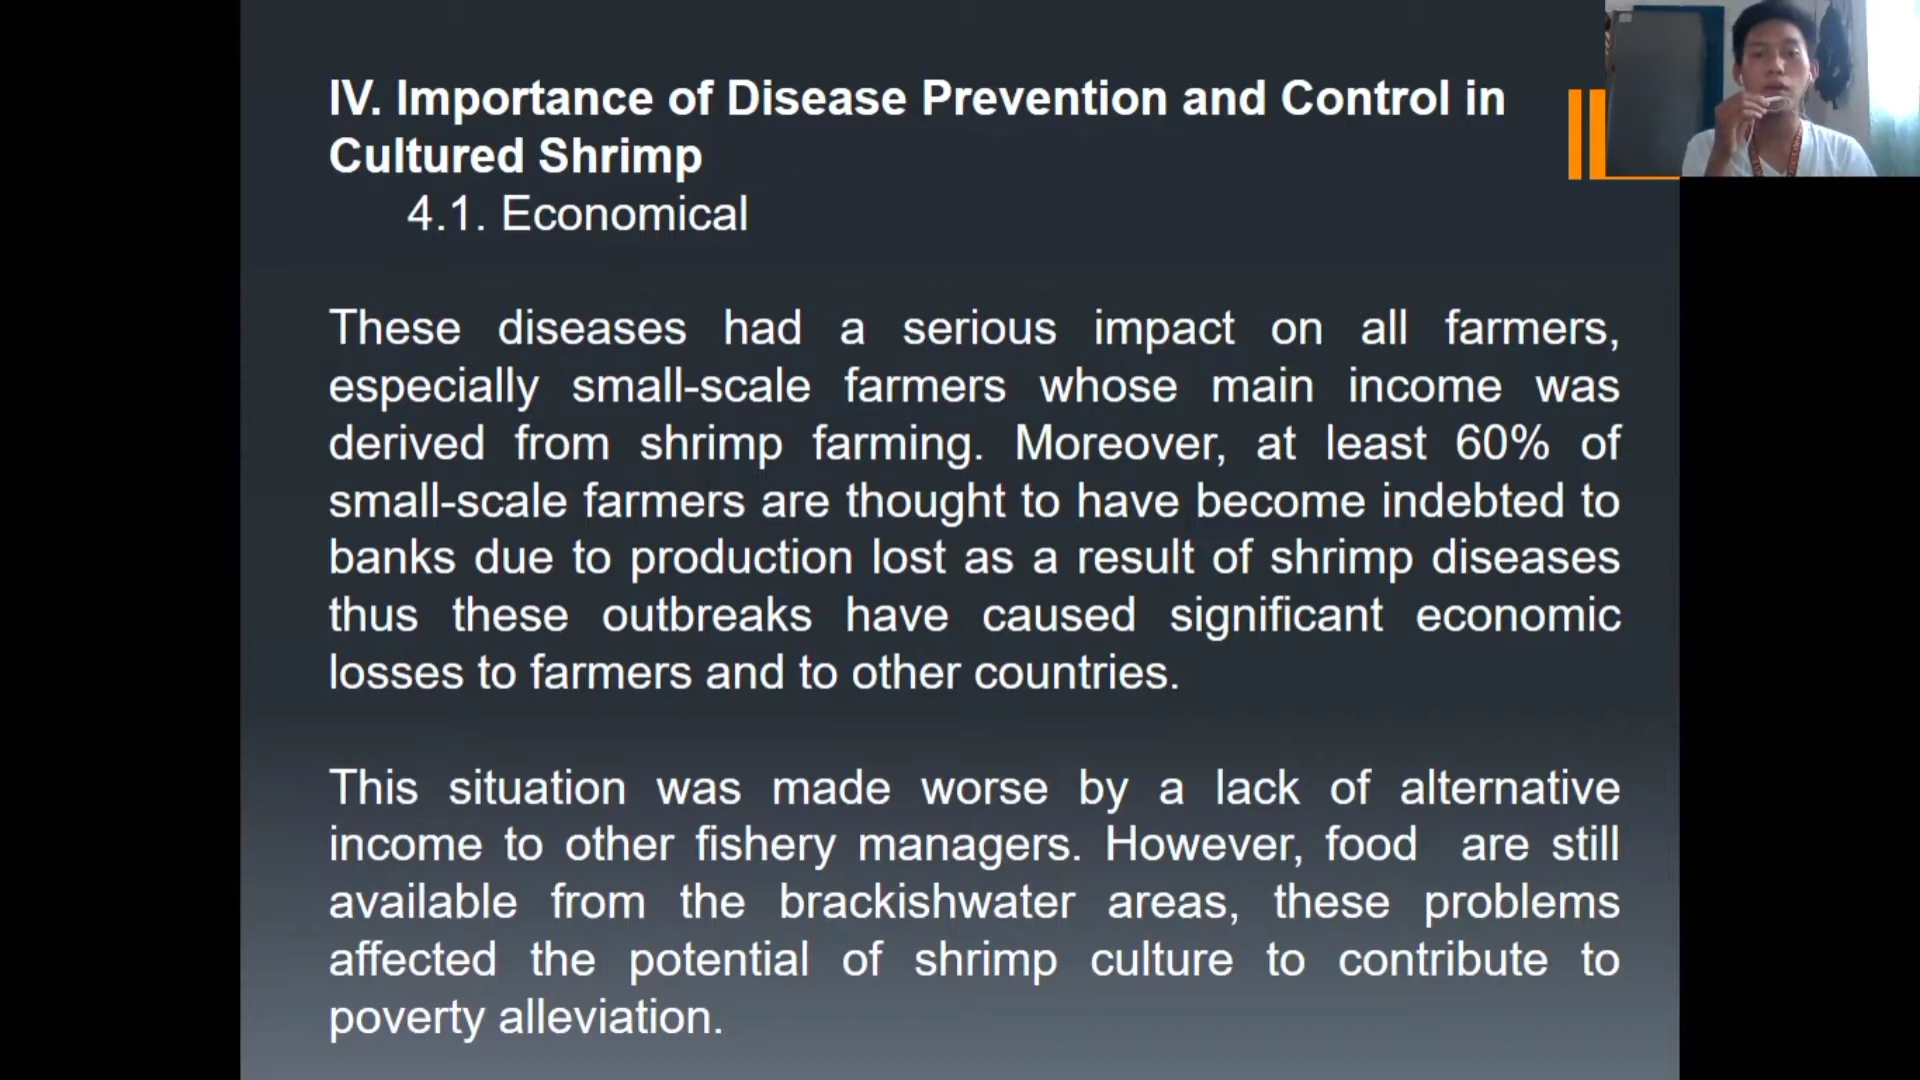 IV. Importance of Disease Prevention and Control in
Cultured Shrimp
4.1. Economical
These diseases had a serious impact on all farmers,
especially small-scale farmers whose main income was
derived from shrimp farming. Moreover, at least 60% of
small-scale farmers are thought to have become indebted to
banks due to production lost as a result of shrimp diseases
thus these outbreaks have caused significant economic
losses to farmers and to other countries.
This situation was made worse by a lack of alternative
income to other fishery managers. However, food are still
available from the brackishwater areas, these problems
affected the potential of shrimp culture to contribute to
poverty alleviation.